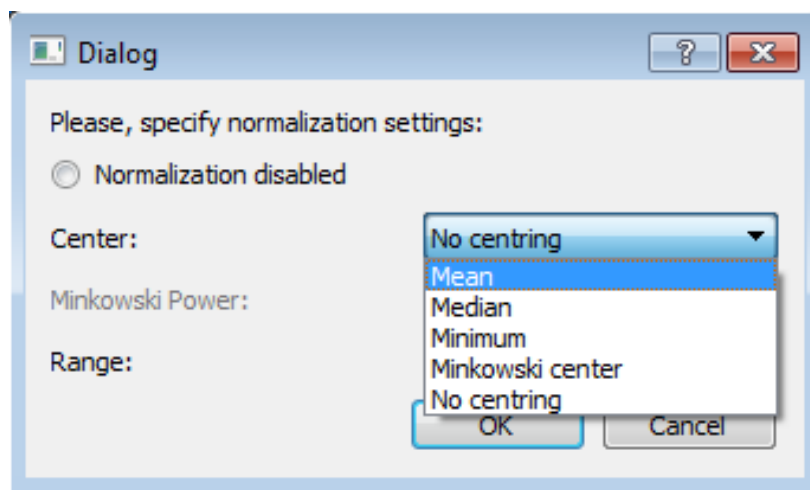 Dialog
Please, specify normalization settings:
Normalization disabled
Center:
No centring
Mean
Median
Minimum
Minkowski center
No centring
Minkowski Power:
Range:
OK
Cancel